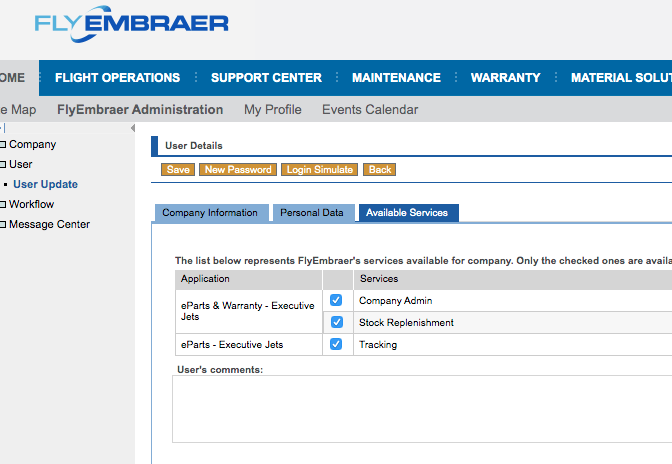 FLYEMBRAER
OME FLIGHT OPERATIONS SUPPORT CENTER MAINTENANCE WARRANTY MATERIAL SOLUT
e Map FlyEmbraer Administration My Profile Events Calendar
Company
User
User Update
Workflow
Message Center
User Details
Save New Password Login Simulate Back
Company Information Personal Data Available Services
The list below represents FlyEmbraer's services available for company. Only the checked ones are availa
Application Services
eParts & Warranty - Executive
Jets
Company Admin
Stock Replenishment
eParts - Executive Jets Tracking
User's comments: